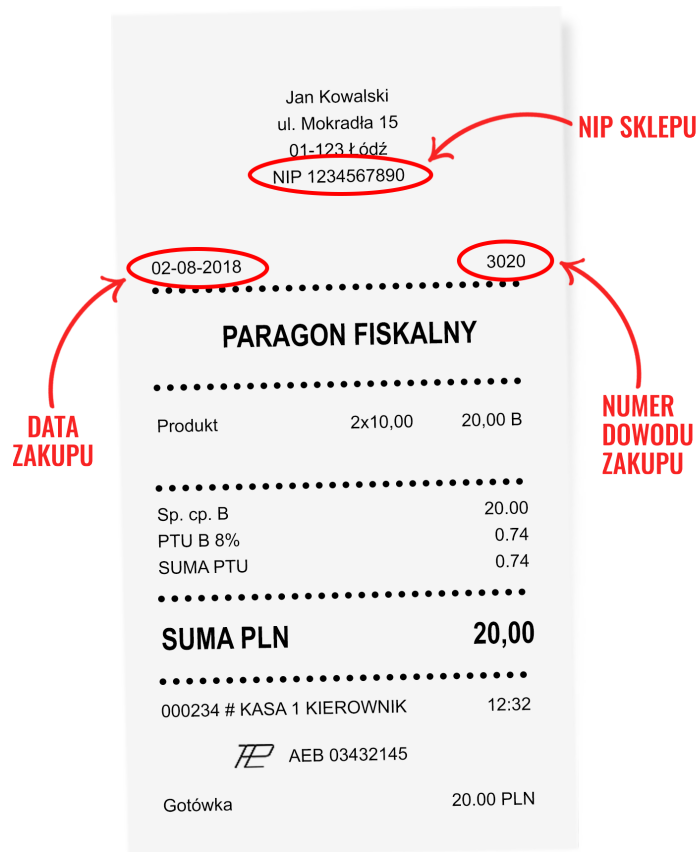 Jan Kowalski
ul. Mokradła 15
01-123 Łódź
NIP 1234567890
NIP SKLEPU
02-08-2018 3020
PARAGON FISKALNY
DATA
ZAKUPU
NUMER
DOWODU
ZAKUPU
Produkt 2x10,00 20,00 B
Sp. cp. B 20.00
PTU B 8% 0.74
SUMA PTU 0.74
SUMA PLN 20,00
000234 # KASA 1 KIEROWNIK 12:32
AEB 03432145
Gotówka 20.00 PLN